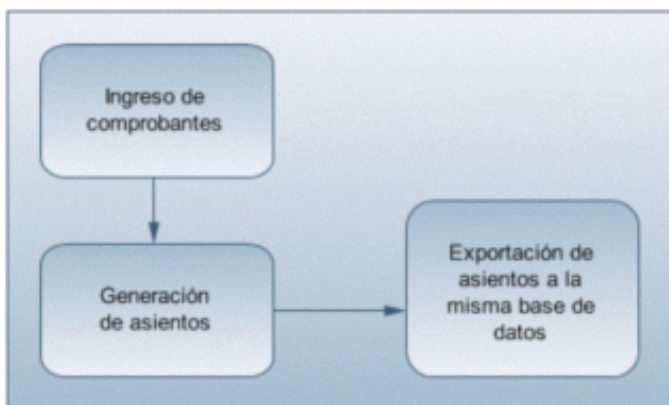 Ingreso de
comprobantes
Generación
de asientos
Exportación de
asientos a la
misma base de
datos